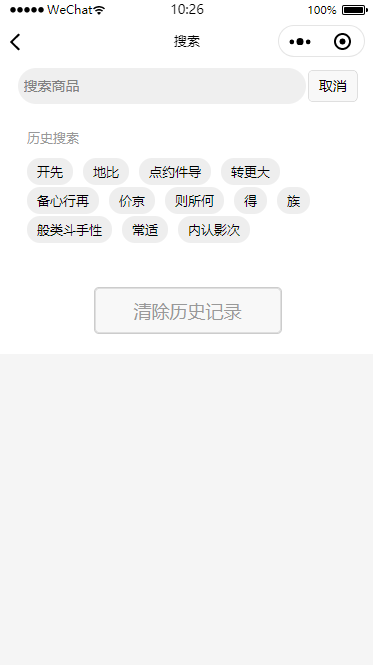 WeChat 10:26 100%
搜索
搜索商品 取消
历史搜索
开先 地比 点约件导 转更大
备心行再 价京 则所何 得 族
般类斗手性 常适 内认影次
清除历史记录